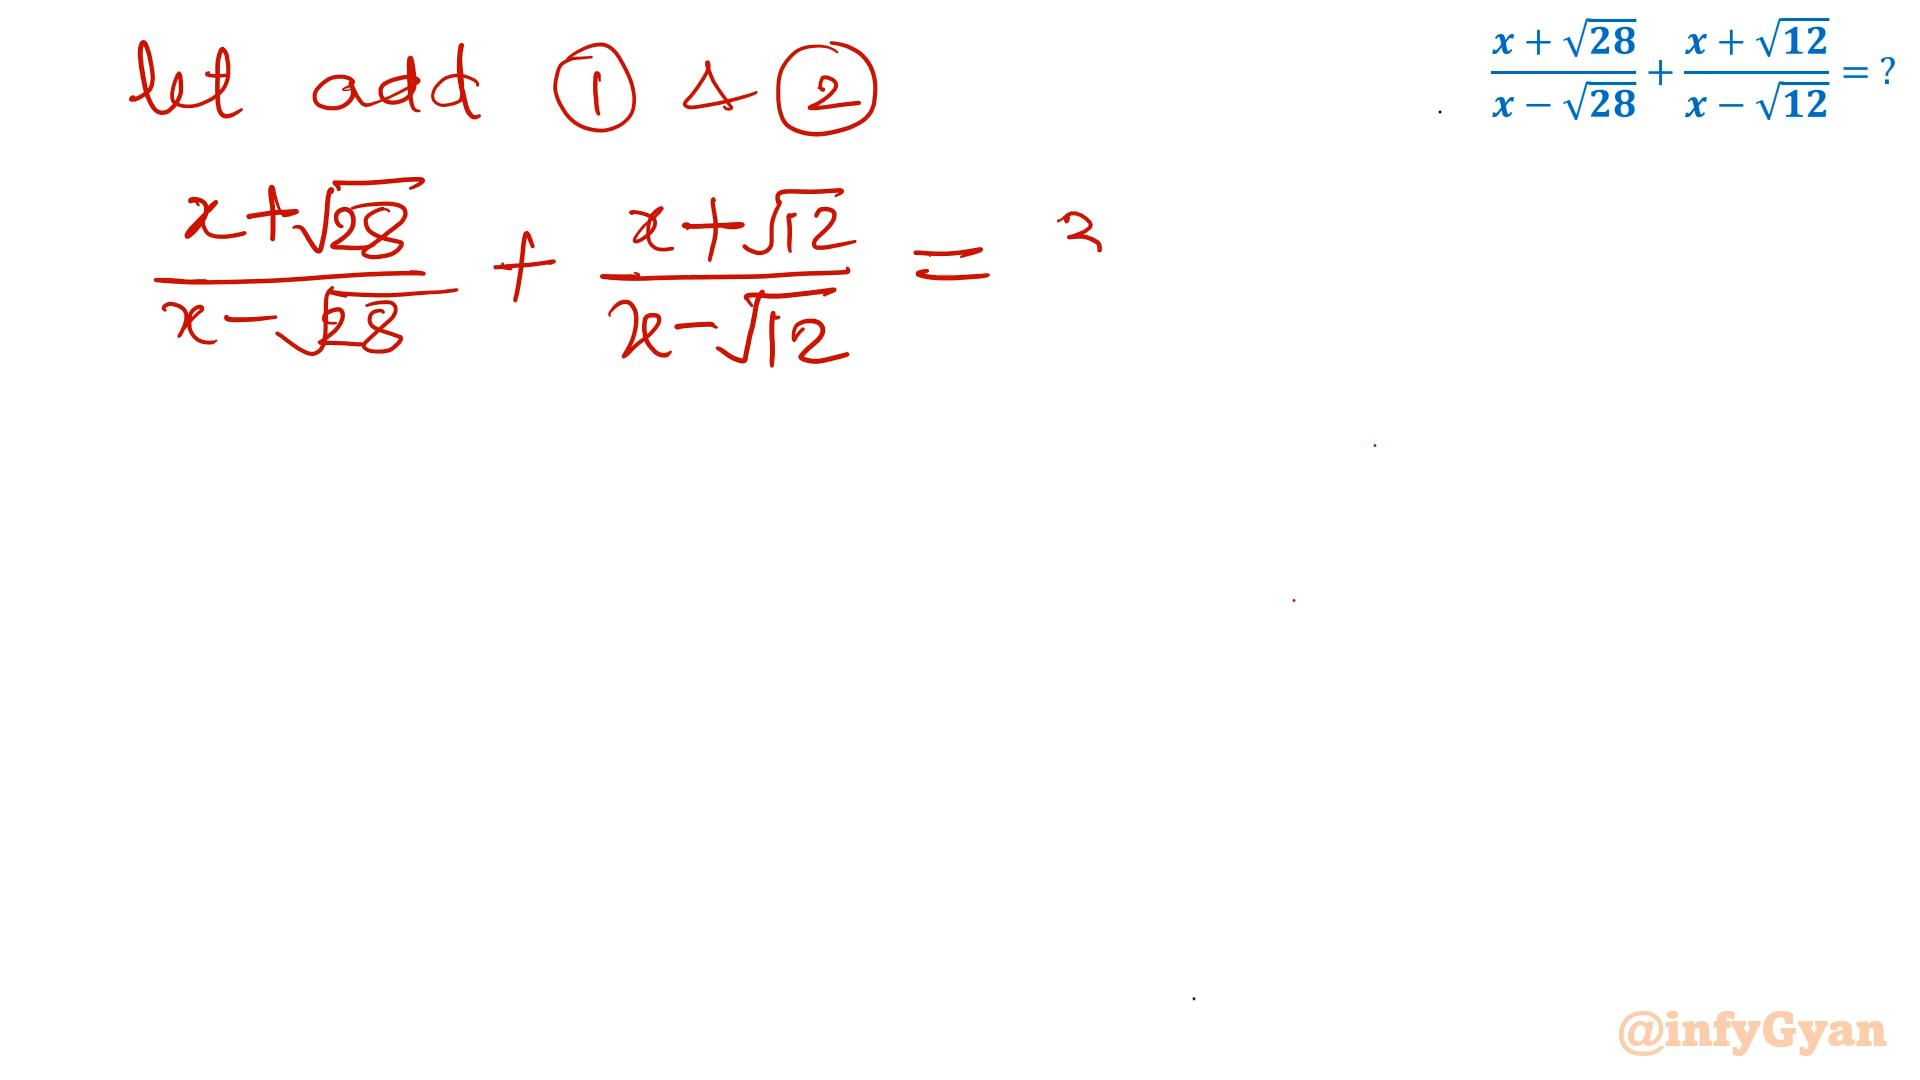 let add ① & ②
x + √28 / x - √28 + x + √12 / x - √12 = ?
x+√28 / x-√28 + x+√12 / x-√12 =
@infyGyan